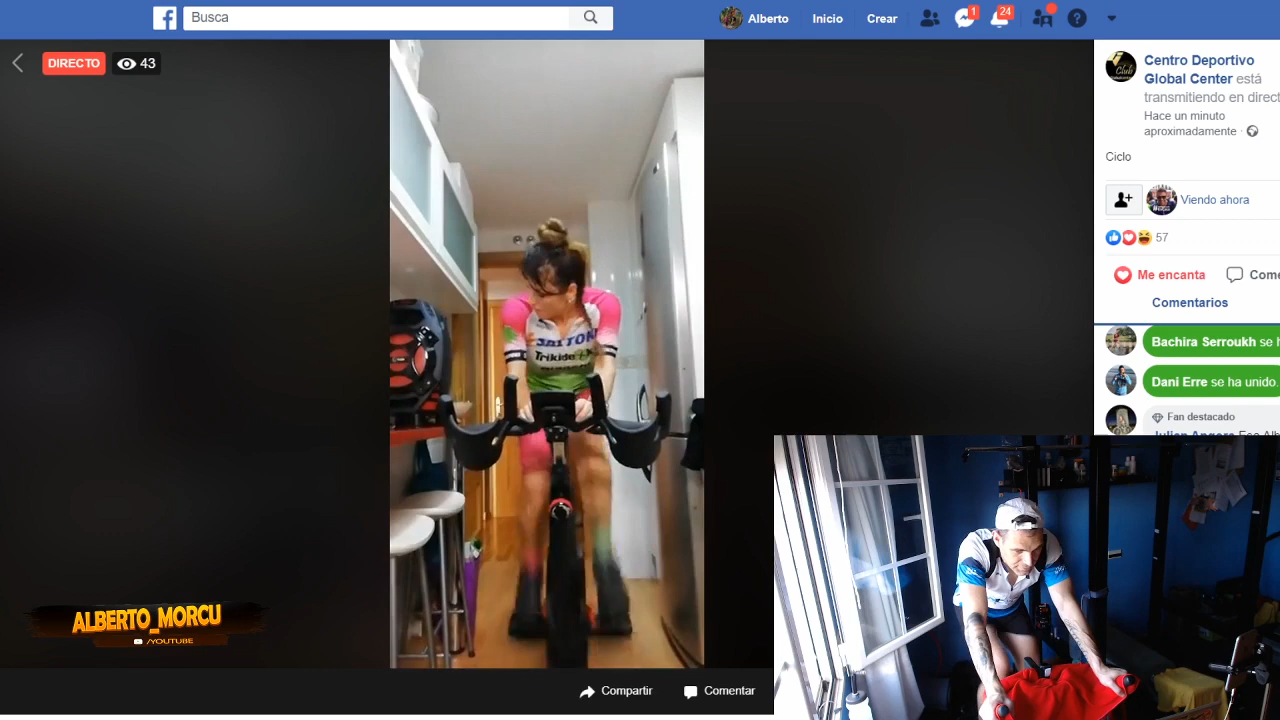 Busca
Alberto
Inicio
Crear
1
24
DIRECTO
43
Centro Deportivo
Global Center está
transmitiendo en direct
Hace un minuto
aproximadamente ·
Ciclo
Viendo ahora
57
Me encanta
Come
Comentarios
Bachira Serroukh se h
Dani Erre se ha unido.
Fan destacado
Trikide
ALBERTO_MORCU
/YOUTUBE
Compartir
Comentar